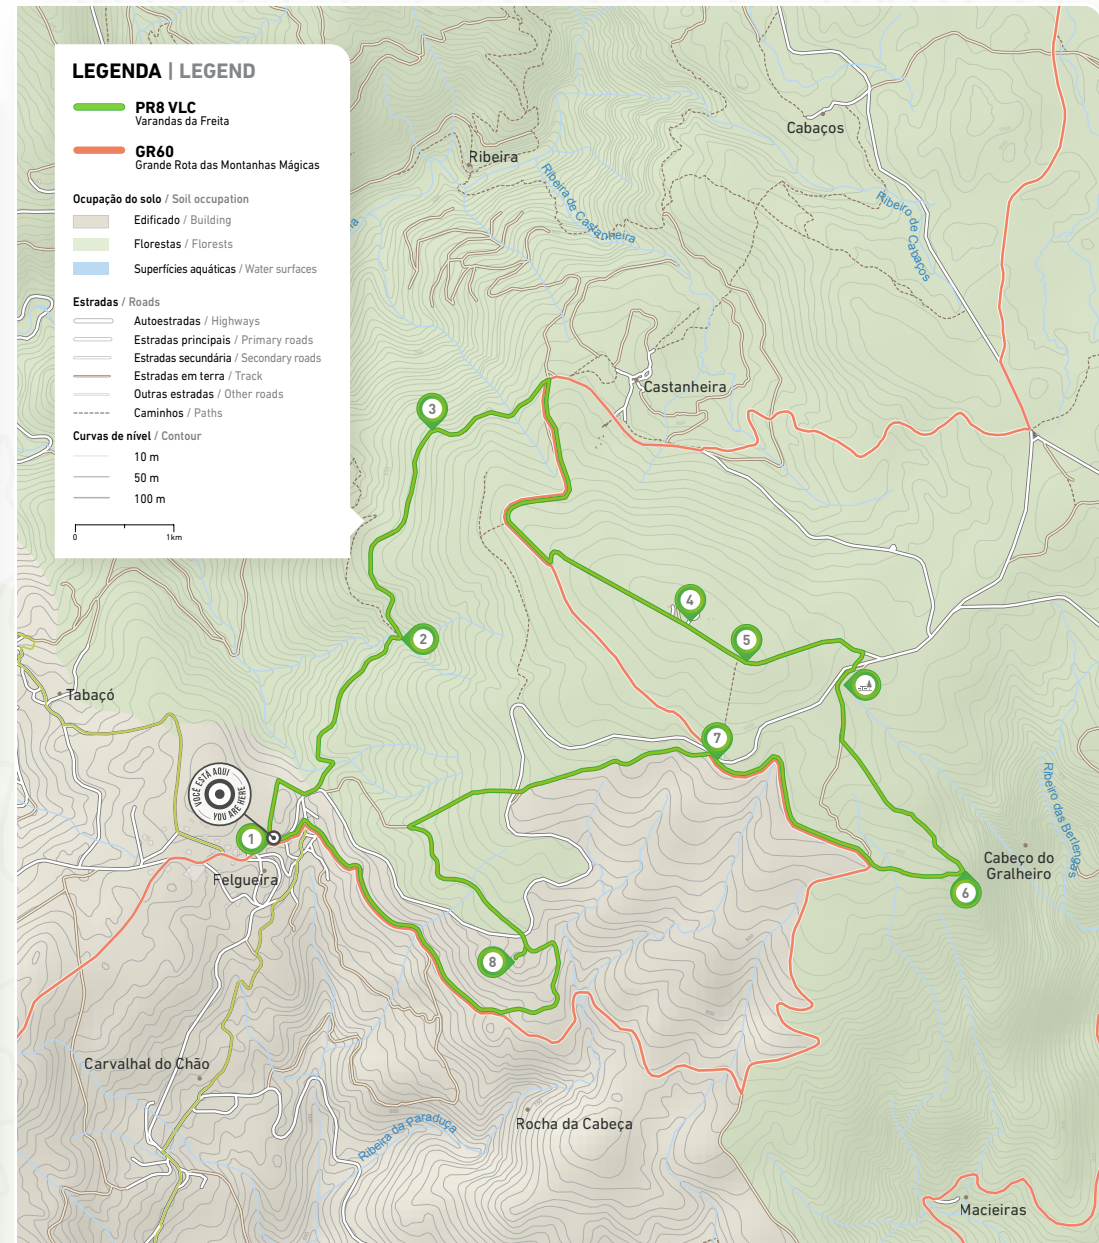 LEGENDA | LEGEND
PR8 VLC
Varandas da Freita
GR60
Grande Rota das Montanhas Mágicas
Ocupação do solo / Soil occupation
Edificado / Building
Florestas / Florests
Superfícies aquáticas / Water surfaces
Estradas / Roads
Autoestradas / Highways
Estradas principais / Primary roads
Estradas secundária / Secondary roads
Estradas em terra / Track
Outras estradas / Other roads
Caminhos / Paths
Curvas de nível / Contour
10 m
50 m
100 m
0 1km
Cabaços
Ribeira
Ribeira de Castanheira
Ribeiro de Cabaços
Castanheira
3
4
2
5
Tabaçó
7
VOCÊ ESTÁ AQUI
YOU ARE HERE
1
Ribeiro das Berlengas
Cabeço do
Gralheiro
Felgueira
6
8
Carvalhal do Chão
Rocha da Cabeça
Ribeira da Paraduça
Macieiras